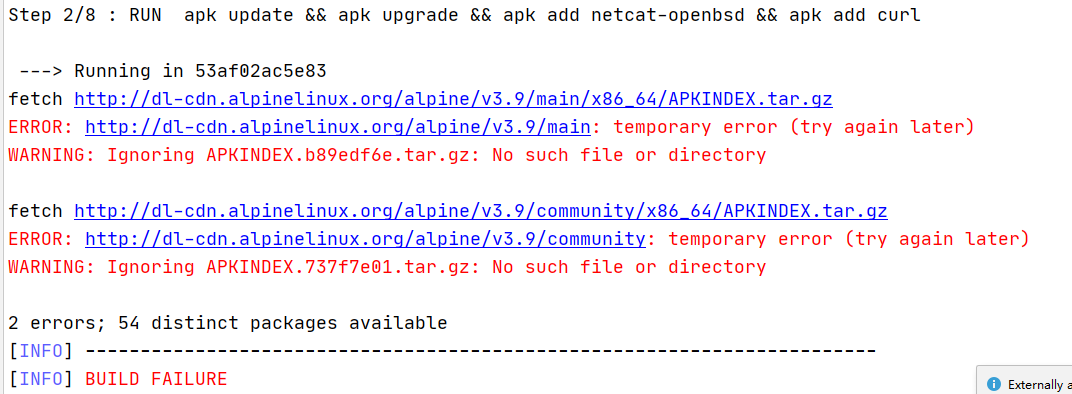 Step 2/8 : RUN  apk update && apk upgrade && apk add netcat-openbsd && apk add curl
 ---> Running in 53af02ac5e83
fetch http://dl-cdn.alpinelinux.org/alpine/v3.9/main/x86_64/APKINDEX.tar.gz
ERROR: http://dl-cdn.alpinelinux.org/alpine/v3.9/main: temporary error (try again later)
WARNING: Ignoring APKINDEX.b89edf6e.tar.gz: No such file or directory
fetch http://dl-cdn.alpinelinux.org/alpine/v3.9/community/x86_64/APKINDEX.tar.gz
ERROR: http://dl-cdn.alpinelinux.org/alpine/v3.9/community: temporary error (try again later)
WARNING: Ignoring APKINDEX.737f7e01.tar.gz: No such file or directory
2 errors; 54 distinct packages available
[INFO] ------------------------------------------------------------------------
[INFO] BUILD FAILURE
Externally a